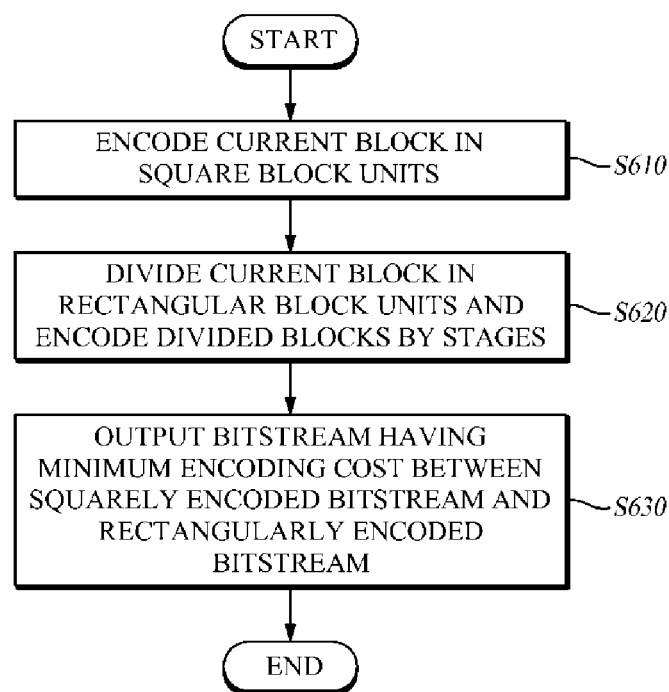 START
ENCODE CURRENT BLOCK IN
SQUARE BLOCK UNITS
S610
DIVIDE CURRENT BLOCK IN
RECTANGULAR BLOCK UNITS AND
ENCODE DIVIDED BLOCKS BY STAGES
S620
OUTPUT BITSTREAM HAVING
MINIMUM ENCODING COST BETWEEN
SQUARELY ENCODED BITSTREAM AND
RECTANGULARLY ENCODED
BITSTREAM
S630
END